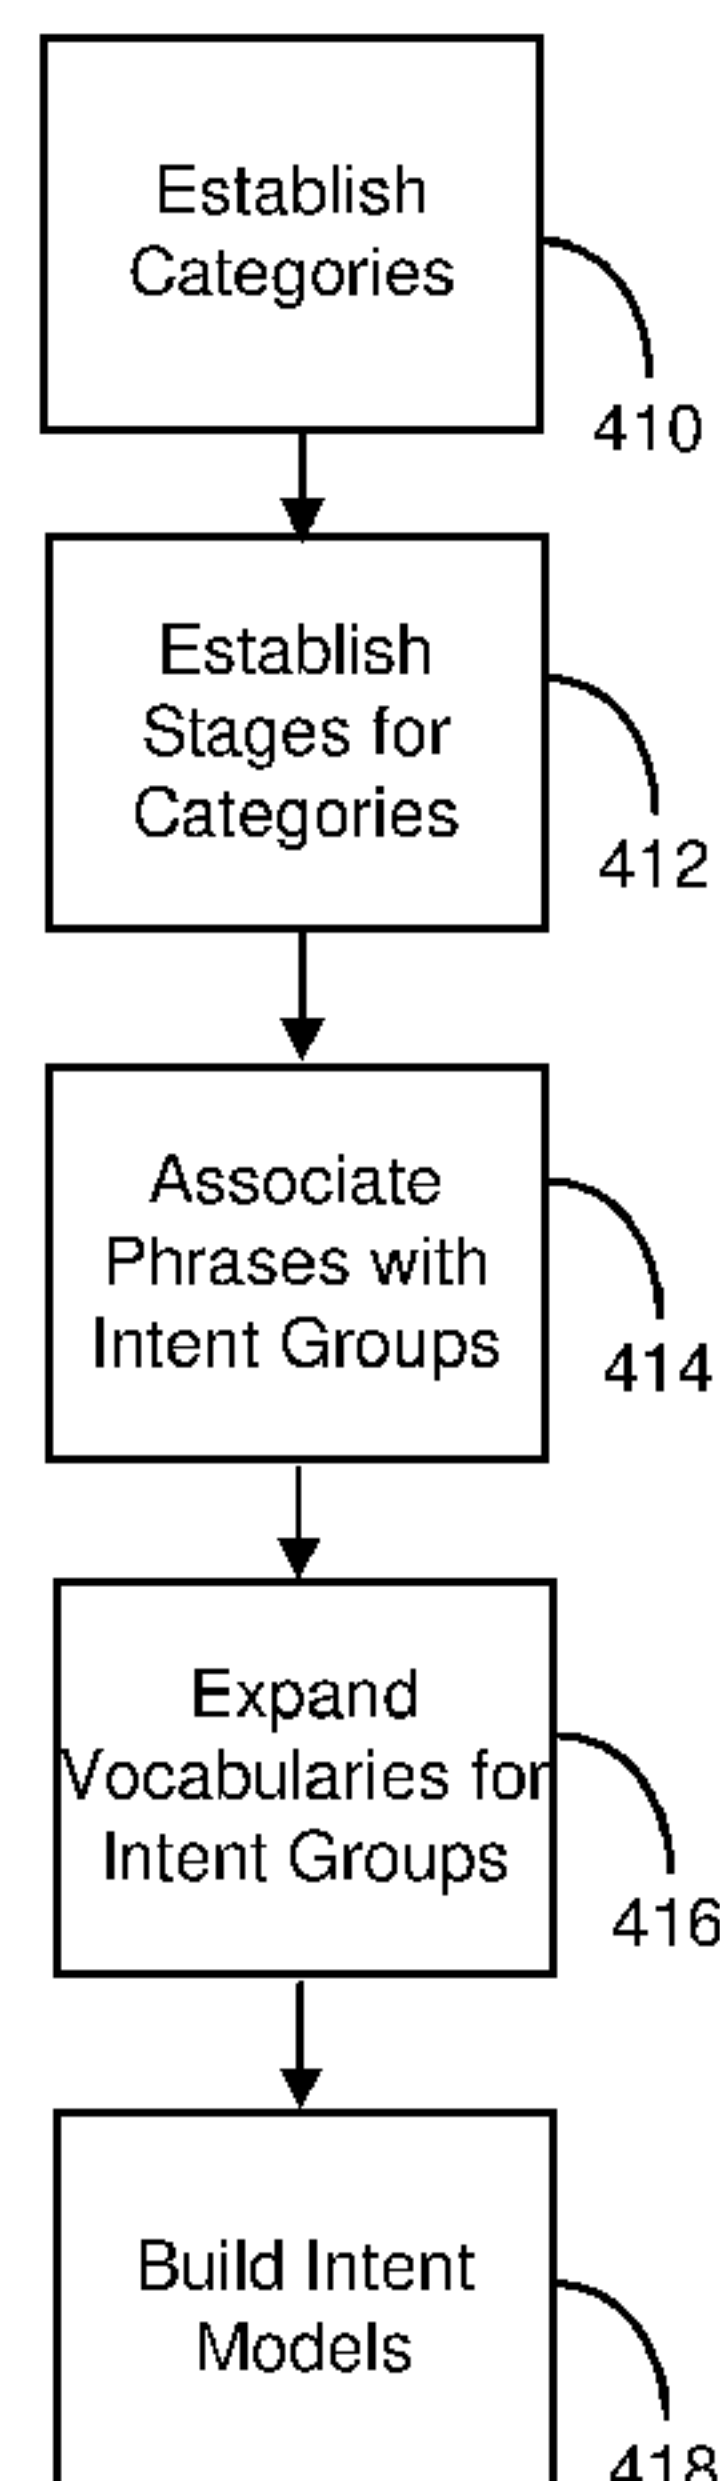 Establish
Categories
410
Establish
Stages for
Categories
412
Associate
Phrases with
Intent Groups
414
Expand
Vocabularies for
Intent Groups
416
Build Intent
Models
418